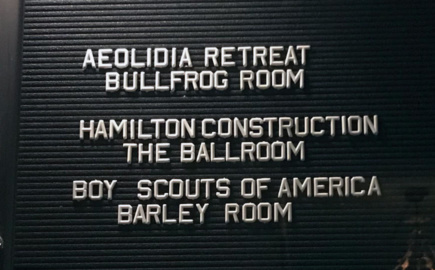 AEOLIDIA RETREAT
BULLFROG ROOM
HAMILTON CONSTRUCTION
THE BALLROOM
BOY SCOUTS OF AMERICA
BARLEY ROOM